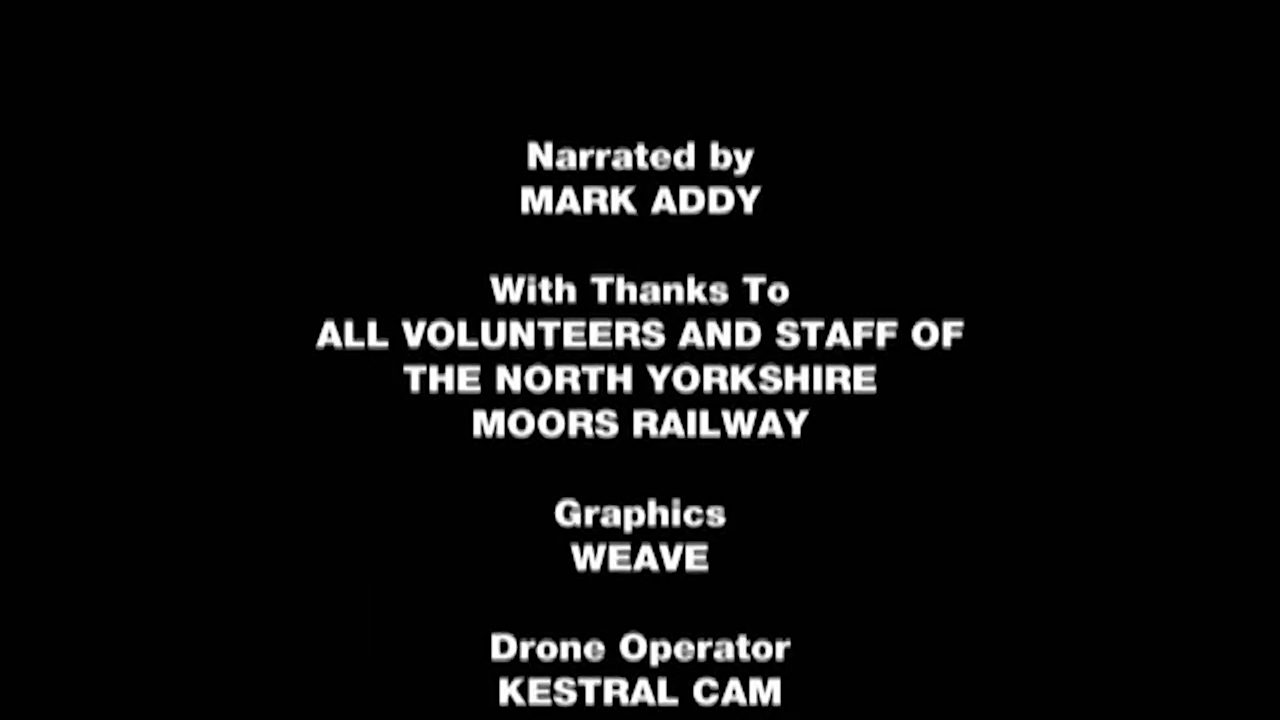 Narrated by
MARK ADDY
With Thanks To
ALL VOLUNTEERS AND STAFF OF
THE NORTH YORKSHIRE
MOORS RAILWAY
Graphics
WEAVE
Drone Operator
KESTRAL CAM